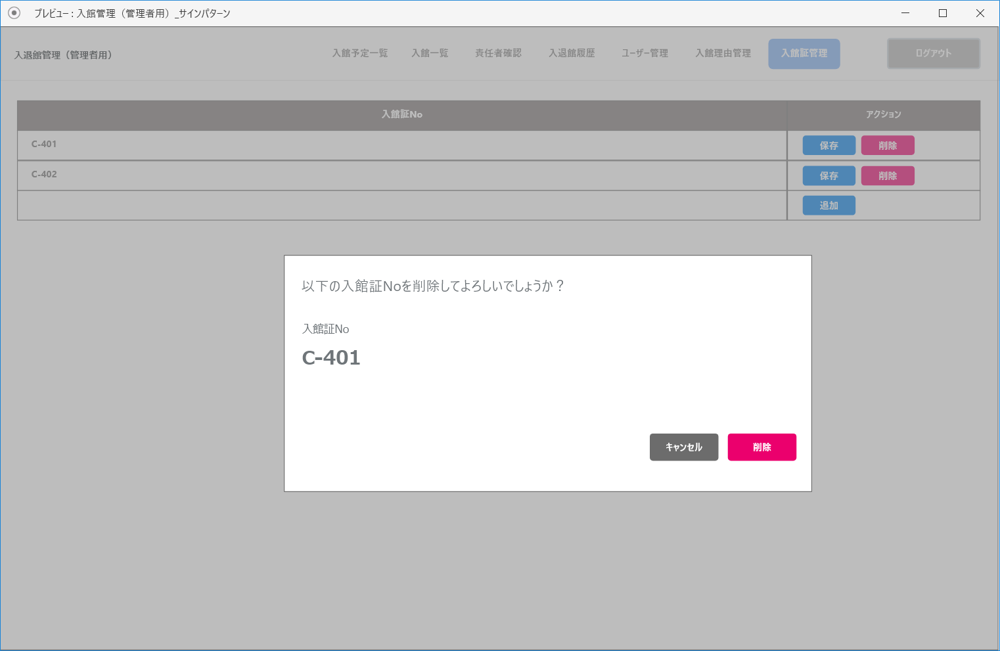 プレビュー : 入館管理（管理者用）_サインパターン
入退館管理（管理者用）
入館予定一覧 入館一覧 責任者確認 入退館履歴 ユーザー管理 入館理由管理 入館証管理 ログアウト
入館証No アクション
C-401 保存 削除
C-402 保存 削除
追加
以下の入館証Noを削除してよろしいでしょうか？
入館証No
C-401
キャンセル 削除